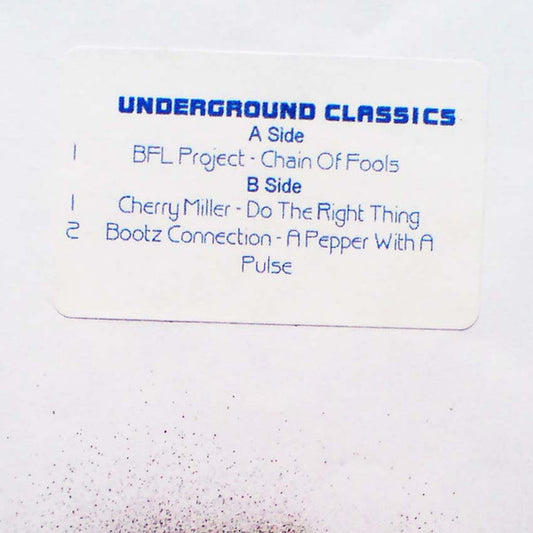 UNDERGROUND CLASSICS
A Side
1 BFL Project - Chain Of Fools
B Side
1 Cherry Miller - Do The Right Thing
2 Bootz Connection - A Pepper With A
Pulse